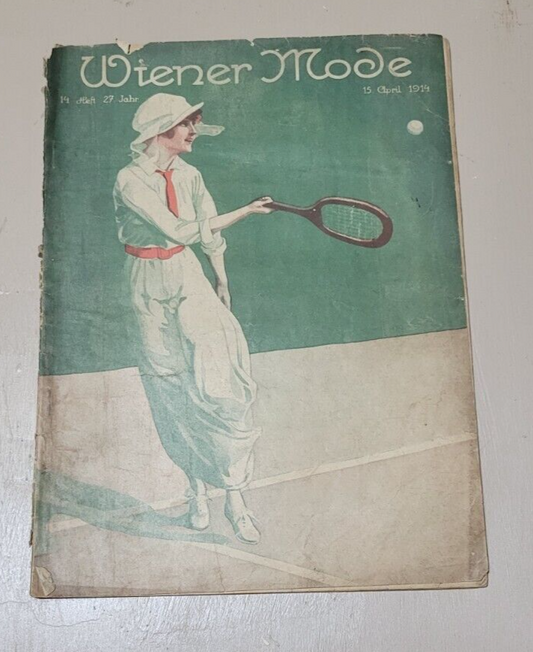 Wiener Mode
14 Heft 27 Jahr
15 April 1914